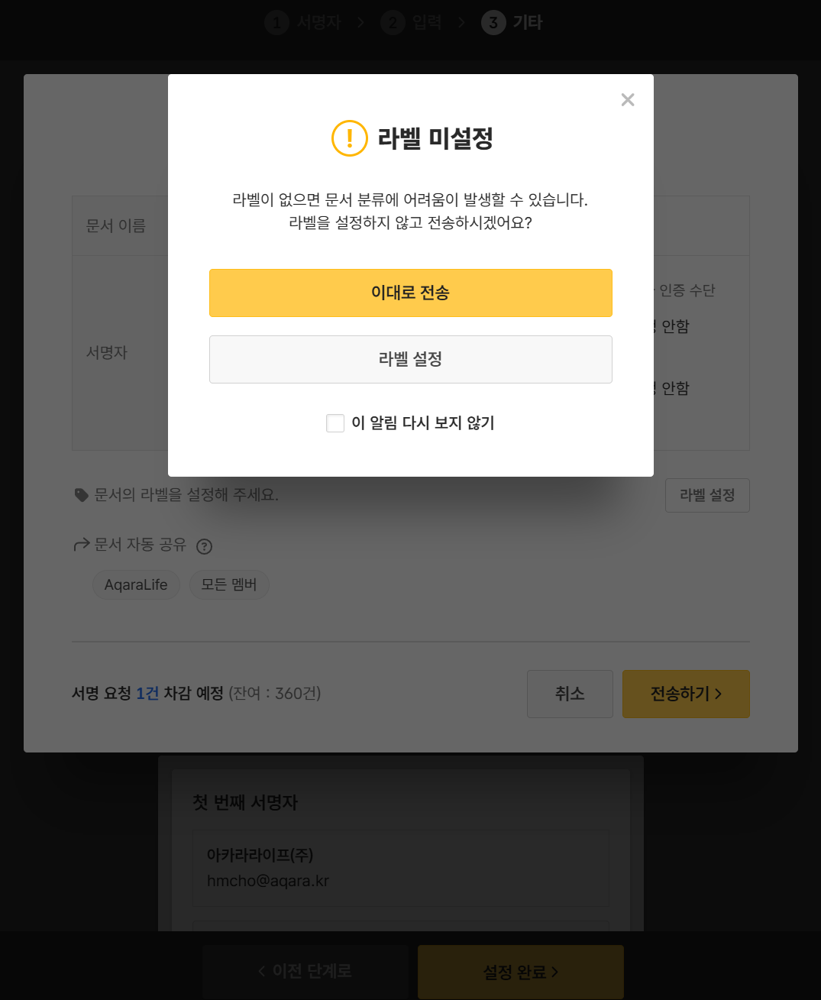 1 서명자 > 2 입력 > 3 기타
라벨 미설정
라벨이 없으면 문서 분류에 어려움이 발생할 수 있습니다.
라벨을 설정하지 않고 전송하시겠어요?
이대로 전송
라벨 설정
이 알림 다시 보지 않기
문서 이름
서명자
인증 수단
안함
안함
문서의 라벨을 설정해 주세요.
라벨 설정
문서 자동 공유 ?
AqaraLife 모든 멤버
서명 요청 1건 차감 예정 (잔여 : 360건)
취소
전송하기 >
첫 번째 서명자
아카라라이프(주)
hmcho@aqara.kr
< 이전 단계로
설정 완료 >